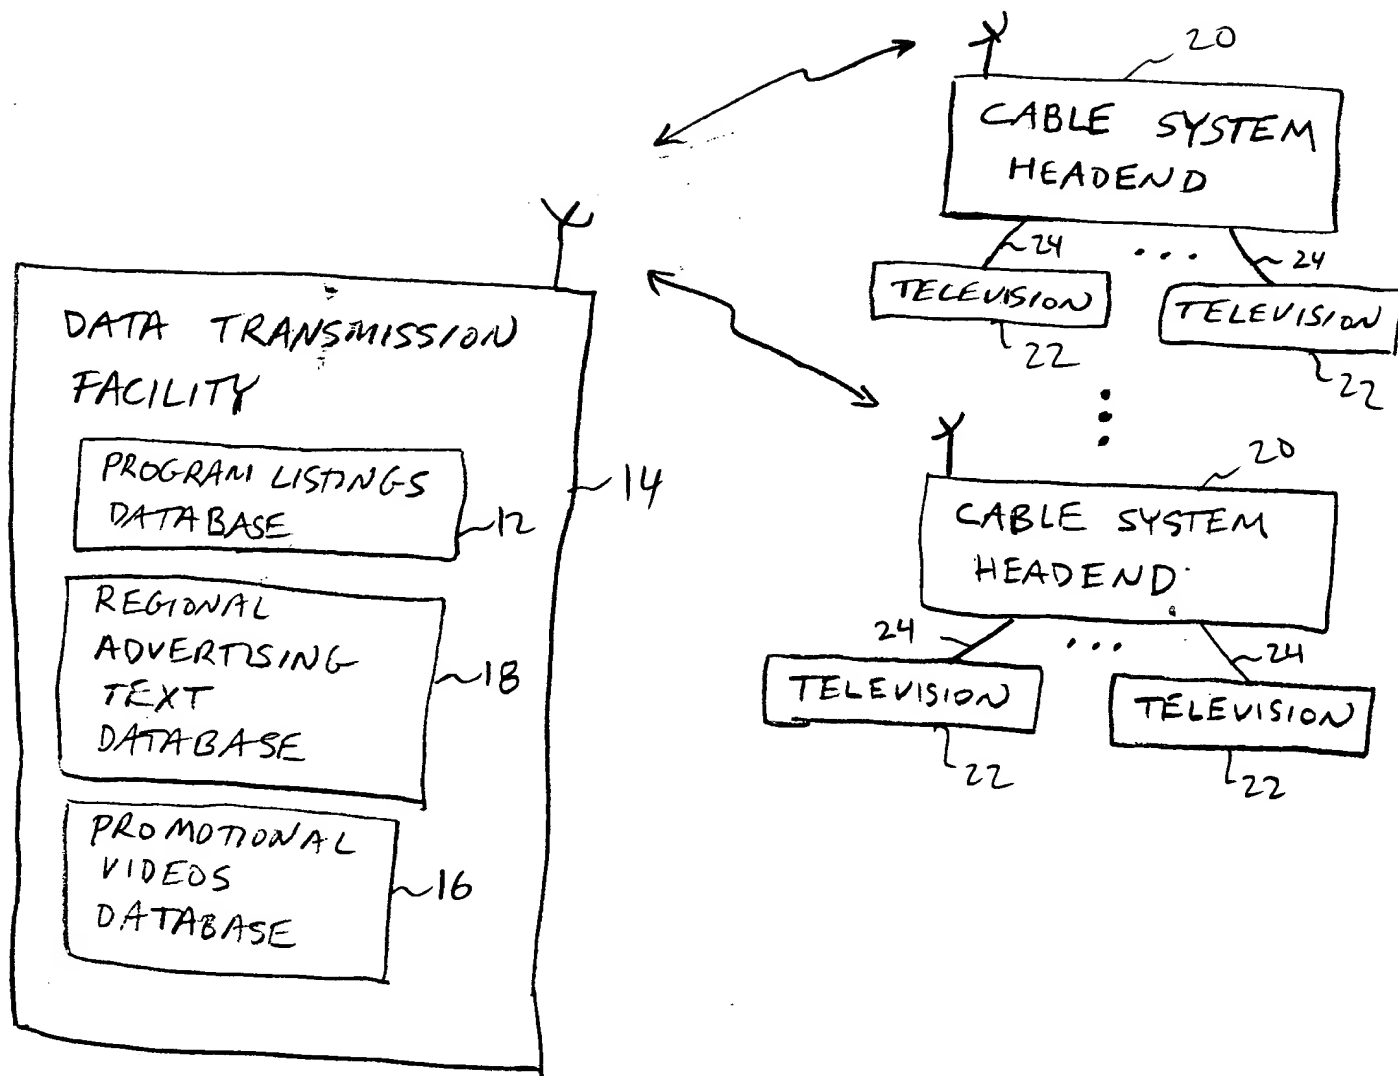 DATA TRANSMISSION
FACILITY
PROGRAM LISTINGS
DATABASE
12
14
REGIONAL
ADVERTISING
TEXT
DATABASE
18
PROMOTIONAL
VIDEOS
DATABASE
16
20
CABLE SYSTEM
HEADEND
24
...
24
TELEVISION
TELEVISION
22
22
20
CABLE SYSTEM
HEADEND
24
...
24
TELEVISION
TELEVISION
22
22